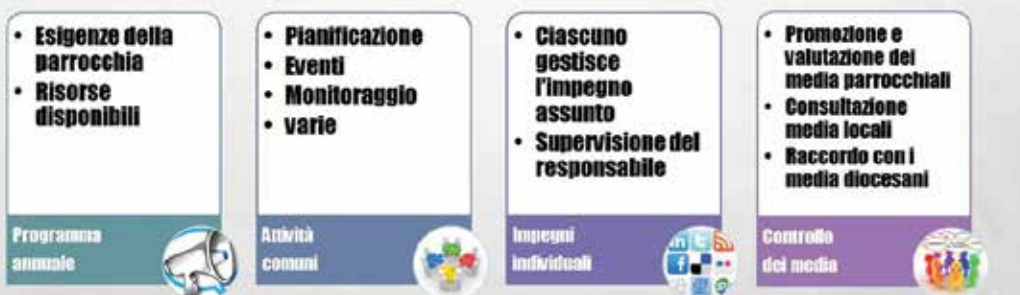 • Esigenze della
parrocchia
• Risorse
disponibili
Programma
annuale
• Pianificazione
• Eventi
• Monitoraggio
• varie
Attività
comuni
• Ciascuno
gestisce
l'impegno
assunto
• Supervisione del
responsabile
Impegni
individuali
• Promozione e
valutazione dei
media parrocchiali
• Consultazione
media locali
• Raccordo con i
media diocesani
Controllo
dei media